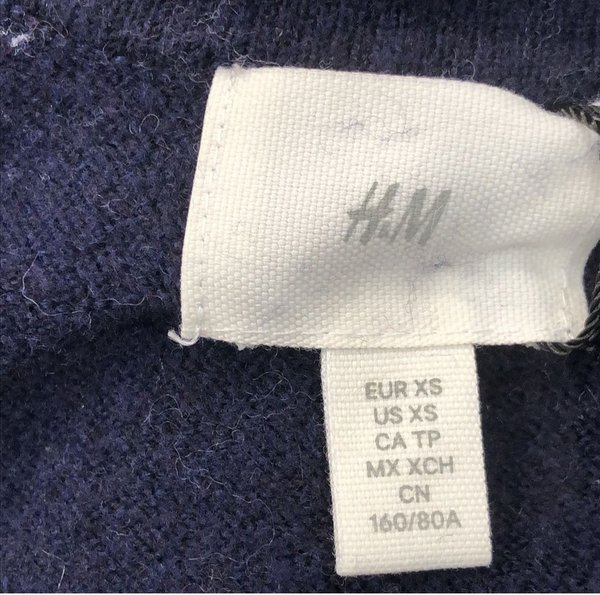 H&M
EUR XS
US XS
CA TP
MX XCH
CN
160/80A